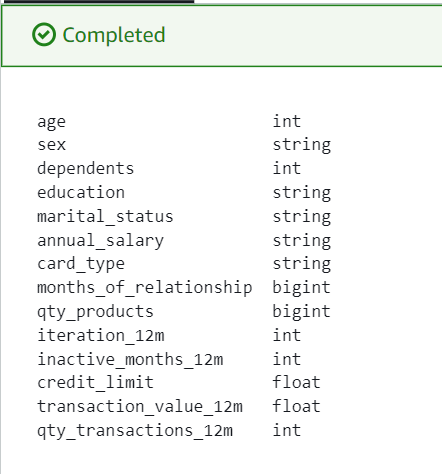 Completed
age int
sex string
dependents int
education string
marital_status string
annual_salary string
card_type string
months_of_relationship bigint
qty_products bigint
iteration_12m int
inactive_months_12m int
credit_limit float
transaction_value_12m float
qty_transactions_12m int